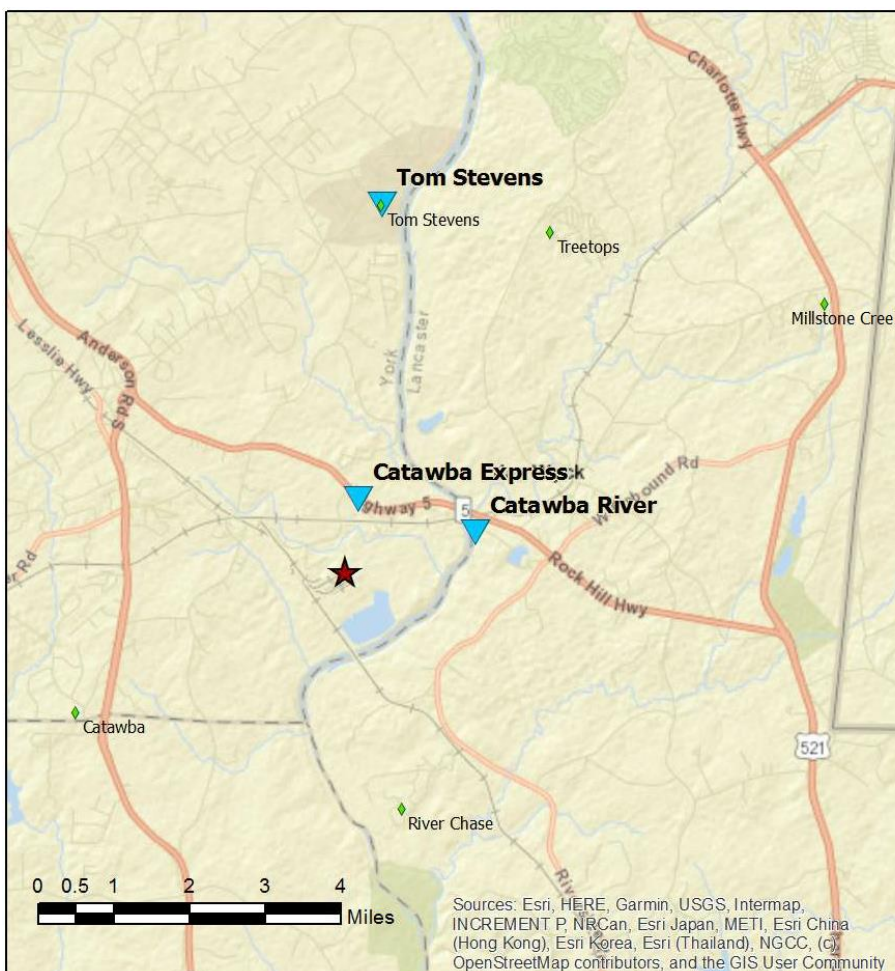 Charlotte Hwy
Tom Stevens
Tom Stevens
Treetops
Millstone Cree
Lesslie Hwy
Anderson Rd S
York
Lancaster
Catawba Express
Highway 5
5
Catawba River
Rd
Rock Hill Hwy
er Rd
Catawba
521
River Chase
0 0.5 1 2 3 4
Miles
Sources: Esri, HERE, Garmin, USGS, Intermap,
INCREMENT P, NRCan, Esri Japan, METI, Esri China
(Hong Kong), Esri Korea, Esri (Thailand), NGCC, (c)
OpenStreetMap contributors, and the GIS User Community